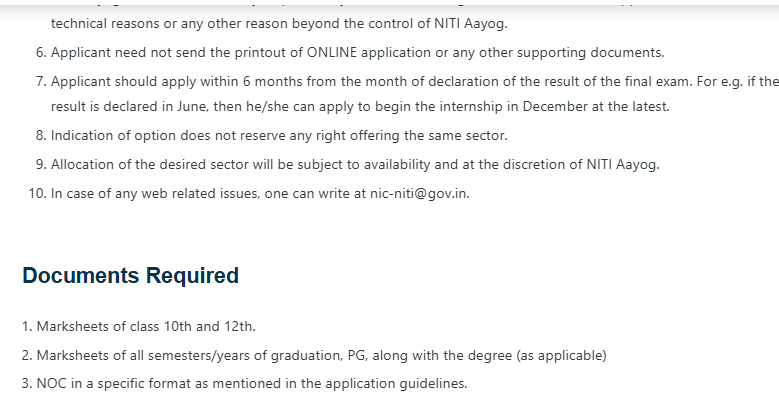 technical reasons or any other reason beyond the control of NITI Aayog.
6. Applicant need not send the printout of ONLINE application or any other supporting documents.
7. Applicant should apply within 6 months from the month of declaration of the result of the final exam. For e.g. if the
result is declared in June, then he/she can apply to begin the internship in December at the latest.
8. Indication of option does not reserve any right offering the same sector.
9. Allocation of the desired sector will be subject to availability and at the discretion of NITI Aayog.
10. In case of any web related issues, one can write at nic-niti@gov.in.
Documents Required
1. Marksheets of class 10th and 12th.
2. Marksheets of all semesters/years of graduation, PG, along with the degree (as applicable)
3. NOC in a specific format as mentioned in the application guidelines.